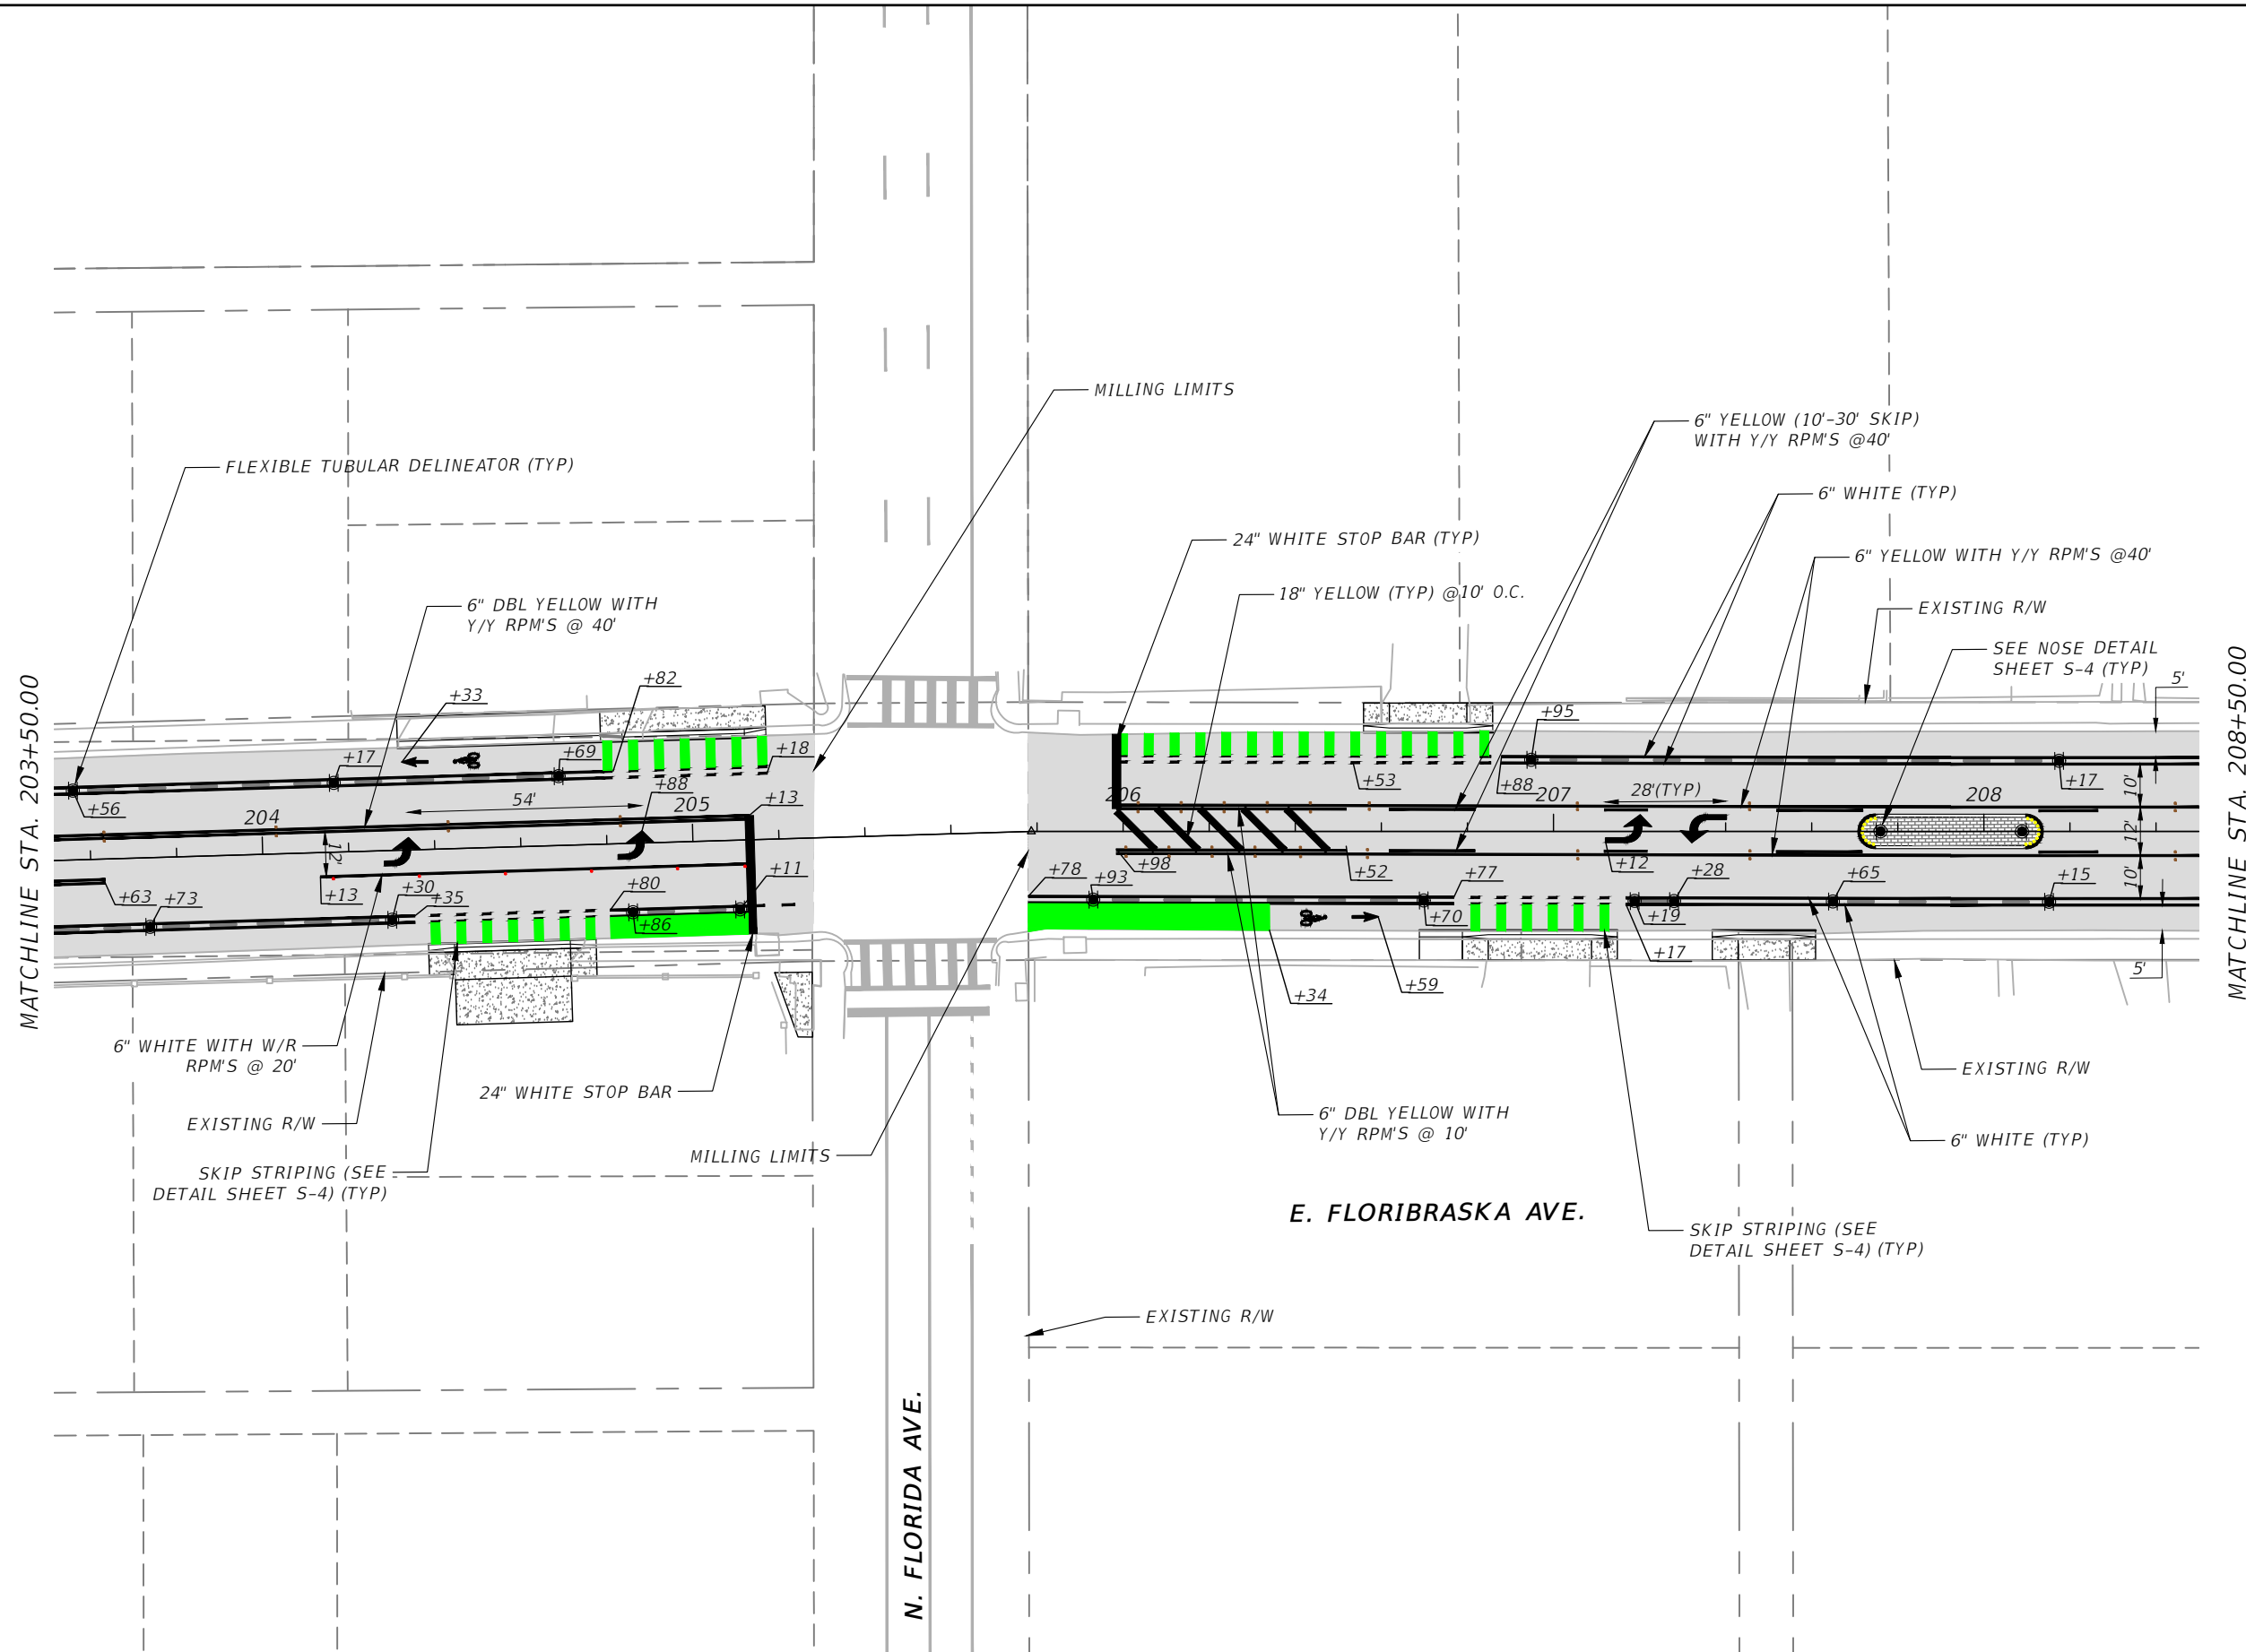 MILLING LIMITS
6" YELLOW (10'-30' SKIP)
WITH Y/Y RPM'S @40'
FLEXIBLE TUBULAR DELINEATOR (TYP)
6" WHITE (TYP)
24" WHITE STOP BAR (TYP)
6" YELLOW WITH Y/Y RPM'S @40'
18" YELLOW (TYP) @10' O.C.
6" DBL YELLOW WITH
Y/Y RPM'S @ 40'
EXISTING R/W
SEE NOSE DETAIL
SHEET S-4 (TYP)
MATCHLINE STA. 203+50.00
MATCHLINE STA. 208+50.00
+33
+82
5'
+95
+17
+69
+18
+53
+88
+17
10'
+56
54'
+88
+13
28'(TYP)
204
205
206
207
208
12'
12'
+98
+52
+12
10'
+63
+73
+13
+30
+35
+80
+11
+78
+93
+77
+28
+65
+15
+86
+70
+19
+17
+34
+59
5'
6" WHITE WITH W/R
RPM'S @ 20'
24" WHITE STOP BAR
EXISTING R/W
EXISTING R/W
6" DBL YELLOW WITH
Y/Y RPM'S @ 10'
6" WHITE (TYP)
MILLING LIMITS
SKIP STRIPING (SEE
DETAIL SHEET S-4) (TYP)
E. FLORIBRASKA AVE.
SKIP STRIPING (SEE
DETAIL SHEET S-4) (TYP)
EXISTING R/W
N. FLORIDA AVE.